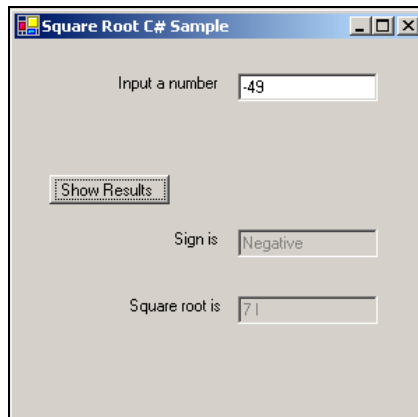 Square Root C# Sample
Input a number -49
Show Results
Sign is Negative
Square root is 7 I